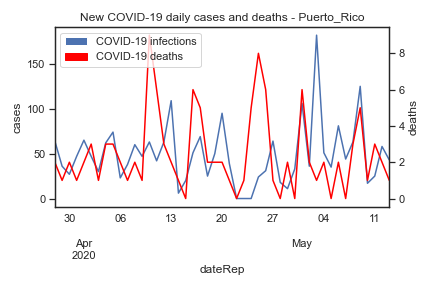 New COVID-19 daily cases and deaths - Puerto_Rico
COVID-19 infections
COVID-19 deaths
cases
150
100
50
0
deaths
8
6
4
2
0
30 06 13 20 27 04 11
Apr May
2020
dateRep